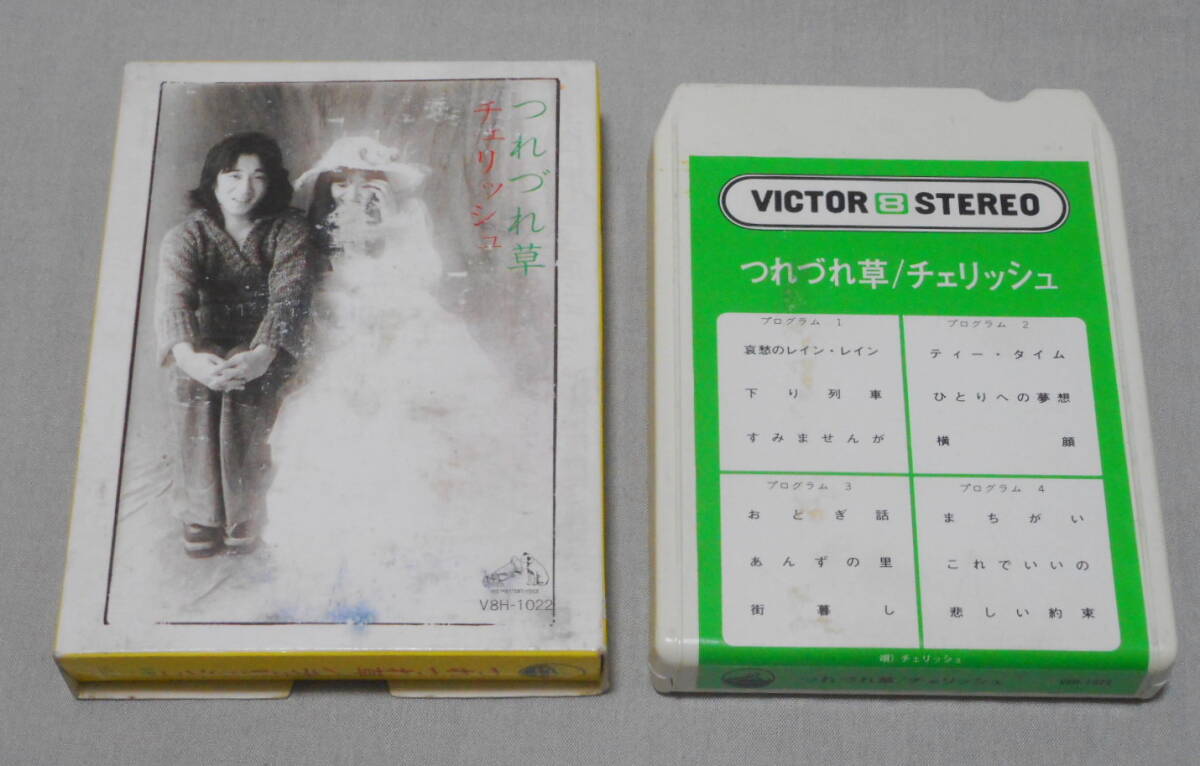 つれづれ草
チェリッシュ
V8H-1022
VICTOR 8 STEREO
つれづれ草/チェリッシュ
プログラム 1
哀愁のレイン・レイン
下り列車
すみませんが
プログラム 2
ティー・タイム
ひとりへの夢想
横顔
プログラム 3
おとぎ話
あんずの里
街暮し
プログラム 4
まちがい
これでいいの
悲しい約束
唄)チェリッシュ
つれづれ草/チェリッシュ
V8H-1022